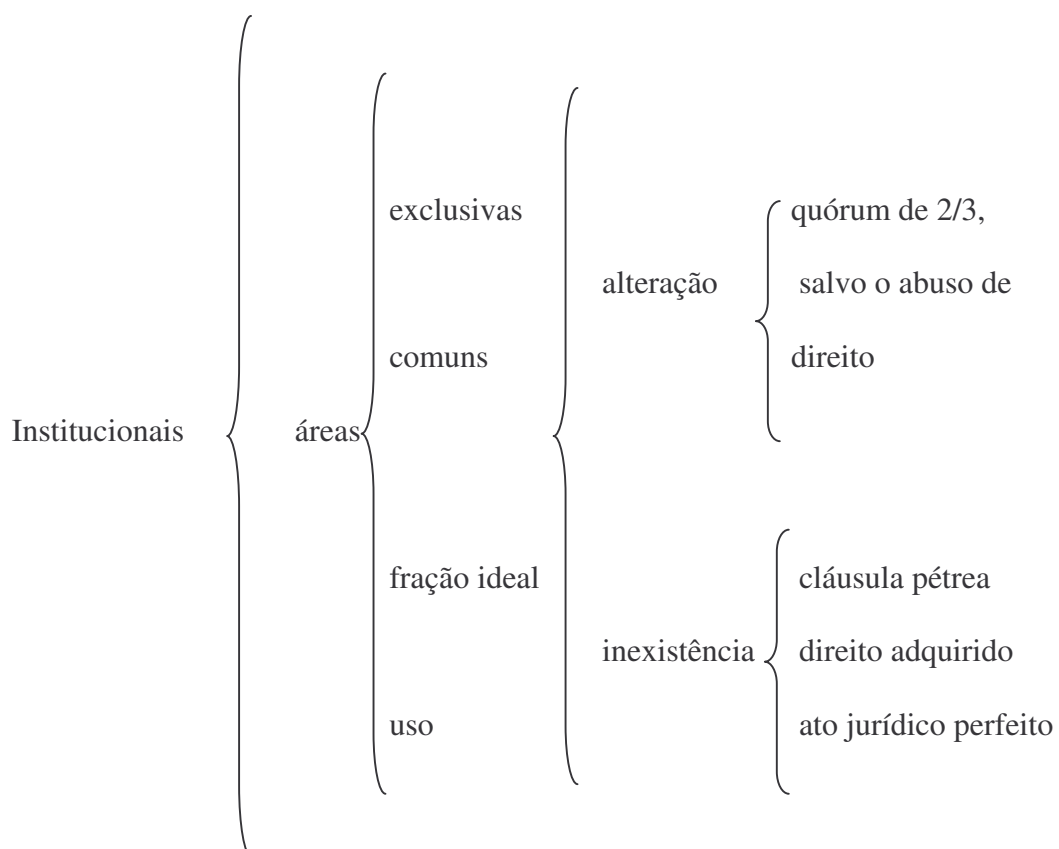 Institucionais
áreas
exclusivas
comuns
fração ideal
uso
alteração
quórum de 2/3,
salvo o abuso de
direito
inexistência
cláusula pétrea
direito adquirido
ato jurídico perfeito